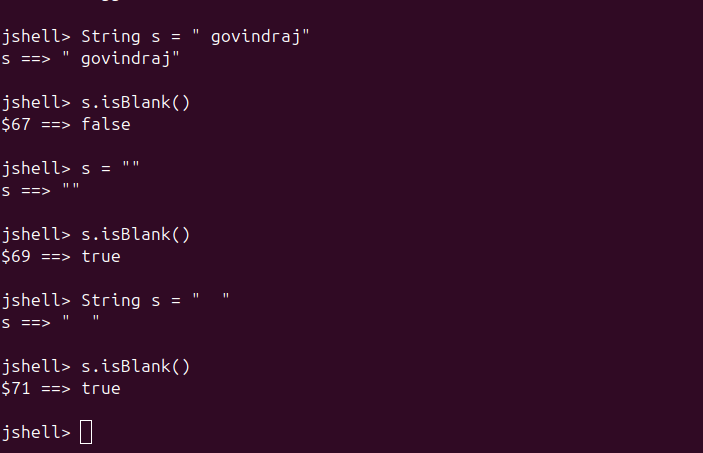 jshell> String s = " govindraj"
s ==> " govindraj"
jshell> s.isBlank()
$67 ==> false
jshell> s = ""
s ==> ""
jshell> s.isBlank()
$69 ==> true
jshell> String s = "  "
s ==> "  "
jshell> s.isBlank()
$71 ==> true
jshell>